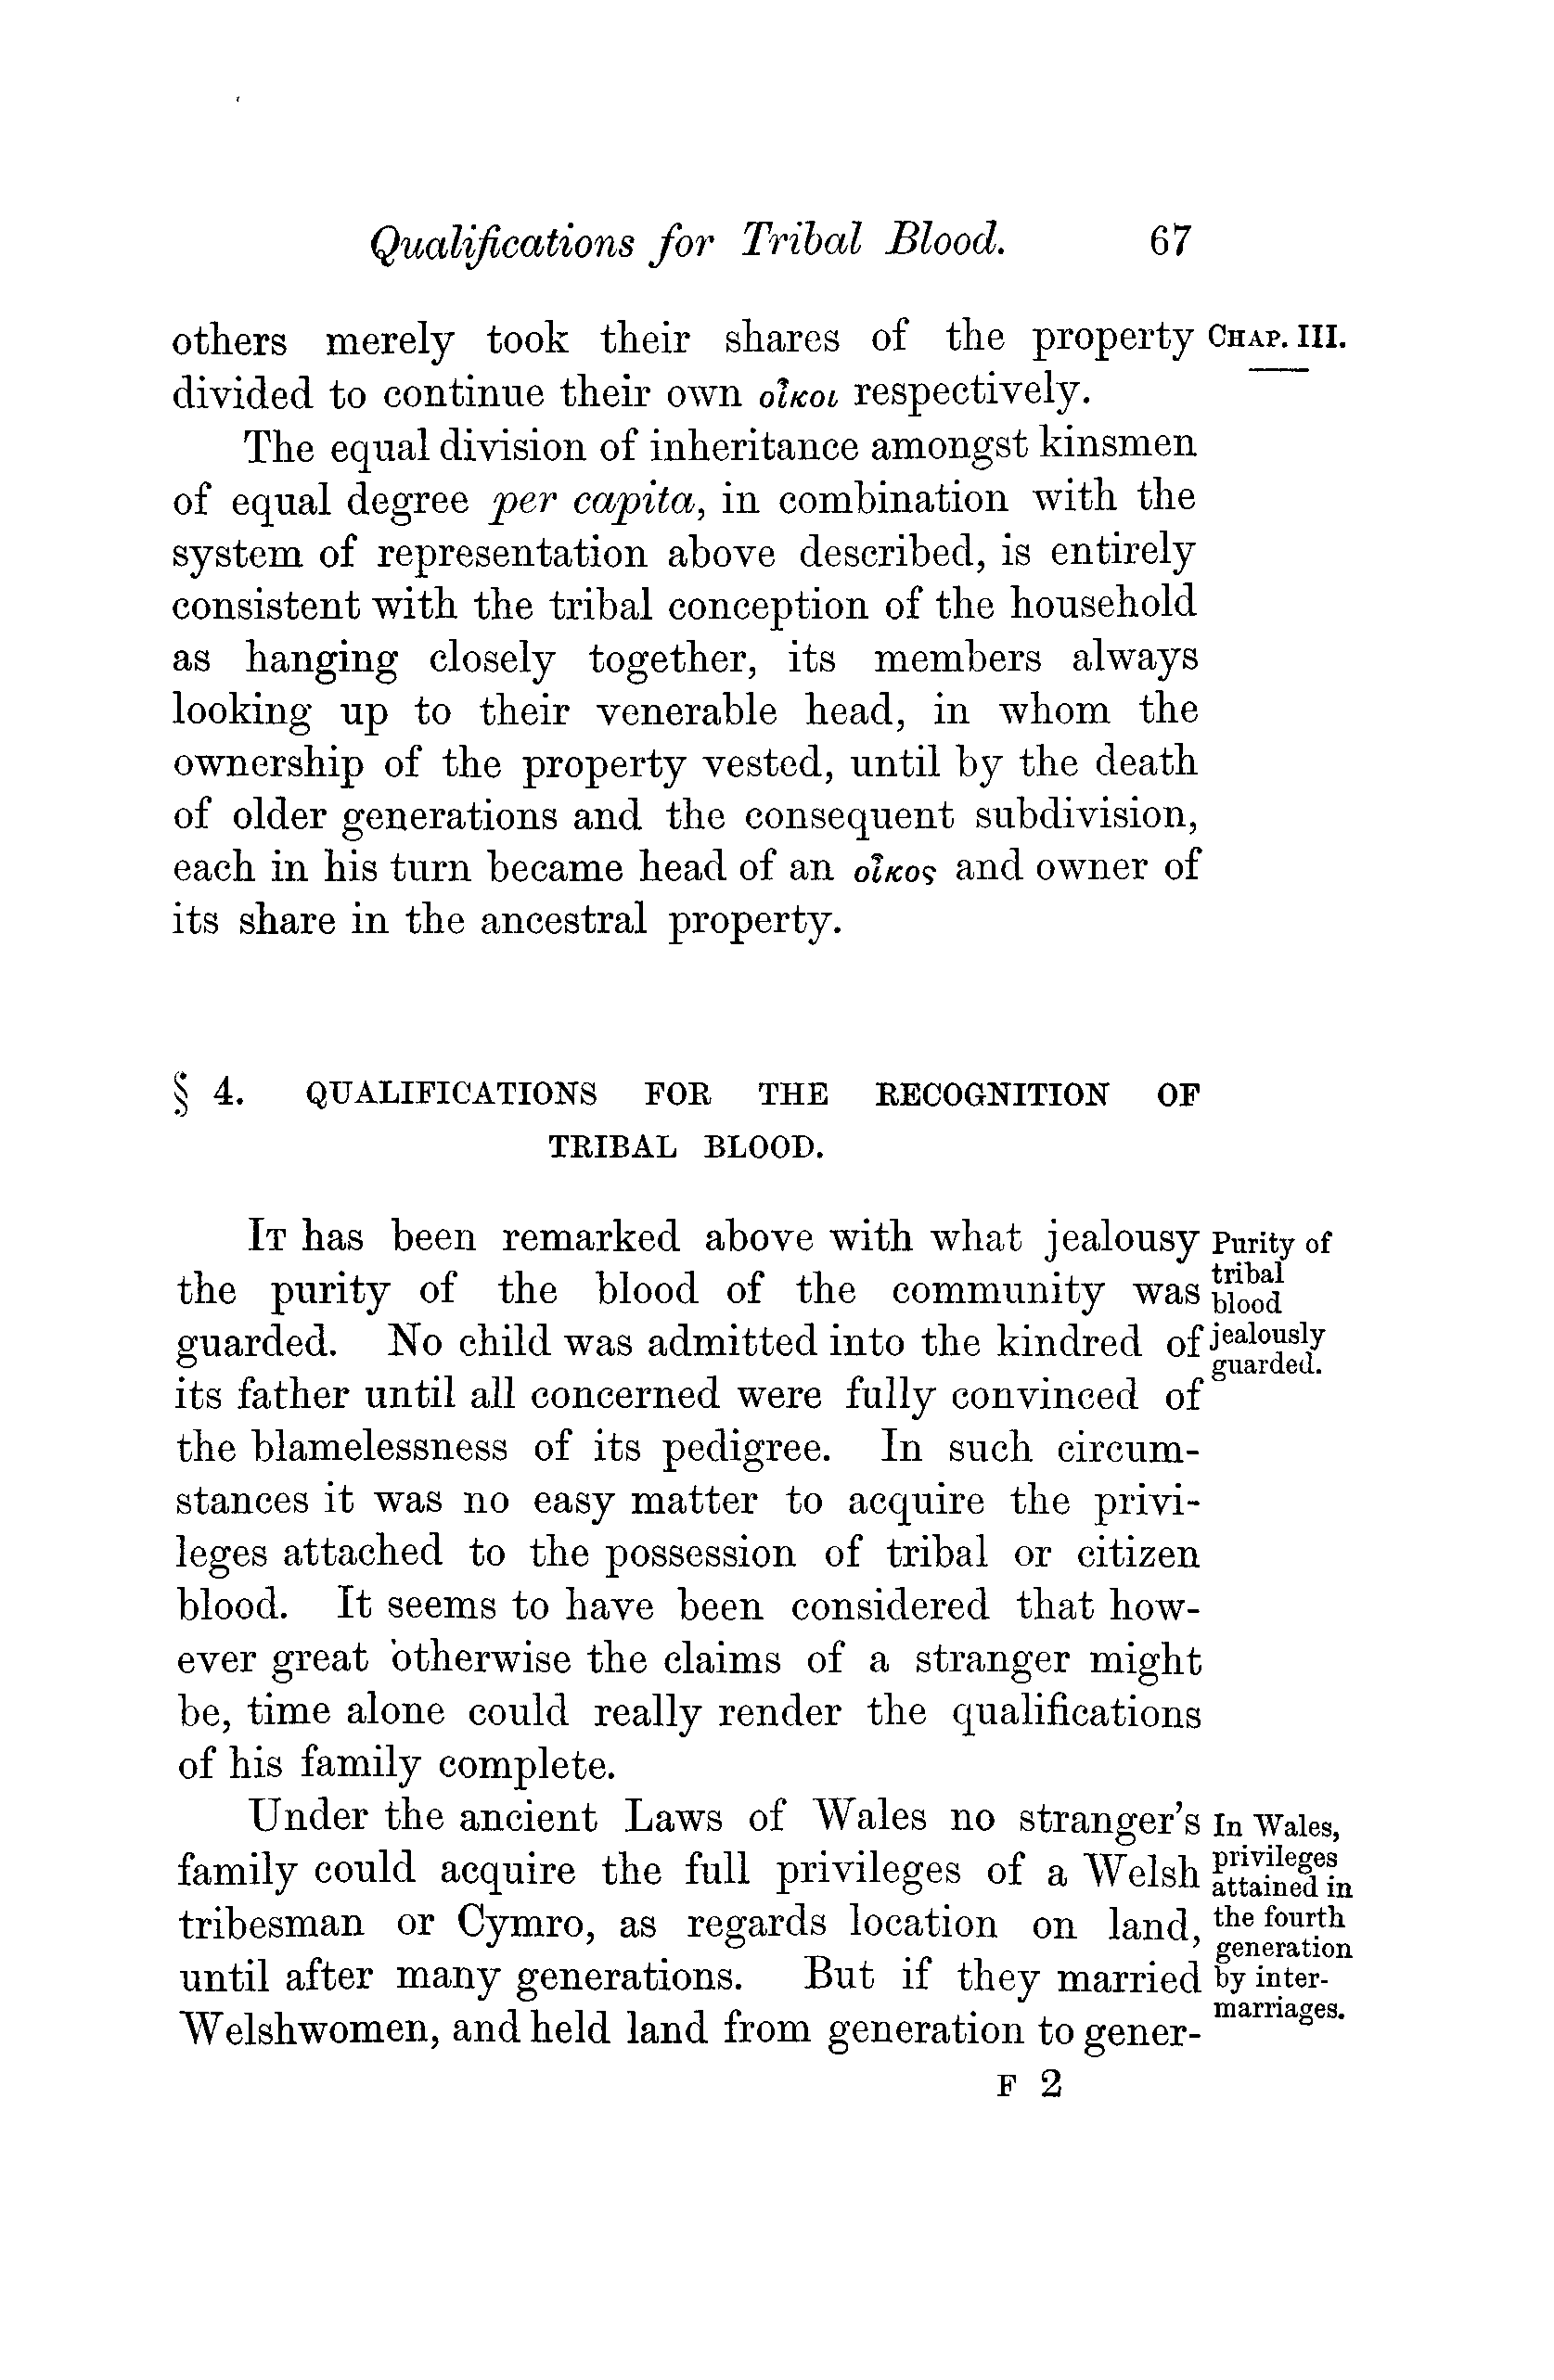 Qualifications for Tribal Blood. 67
others merely took their shares of the property CHAP. III.
divided to continue their own οἶκοι respectively.
The equal division of inheritance amongst kinsmen
of equal degree per capita, in combination with the
system of representation above described, is entirely
consistent with the tribal conception of the household
as hanging closely together, its members always
looking up to their venerable head, in whom the
ownership of the property vested, until by the death
of older generations and the consequent subdivision,
each in his turn became head of an οἶκος and owner of
its share in the ancestral property.
§ 4. QUALIFICATIONS FOR THE RECOGNITION OF
TRIBAL BLOOD.
IT has been remarked above with what jealousy
the purity of the blood of the community was
guarded. No child was admitted into the kindred of
its father until all concerned were fully convinced of
the blamelessness of its pedigree. In such circum-
stances it was no easy matter to acquire the privi-
leges attached to the possession of tribal or citizen
blood. It seems to have been considered that how-
ever great otherwise the claims of a stranger might
be, time alone could really render the qualifications
of his family complete.
Purity of
tribal
blood
jealously
guarded.
Under the ancient Laws of Wales no stranger's
family could acquire the full privileges of a Welsh
tribesman or Cymro, as regards location on land,
until after many generations. But if they married
Welshwomen, and held land from generation to gener-
In Wales,
privileges
attained in
the fourth
generation
by inter-
marriages.
F 2